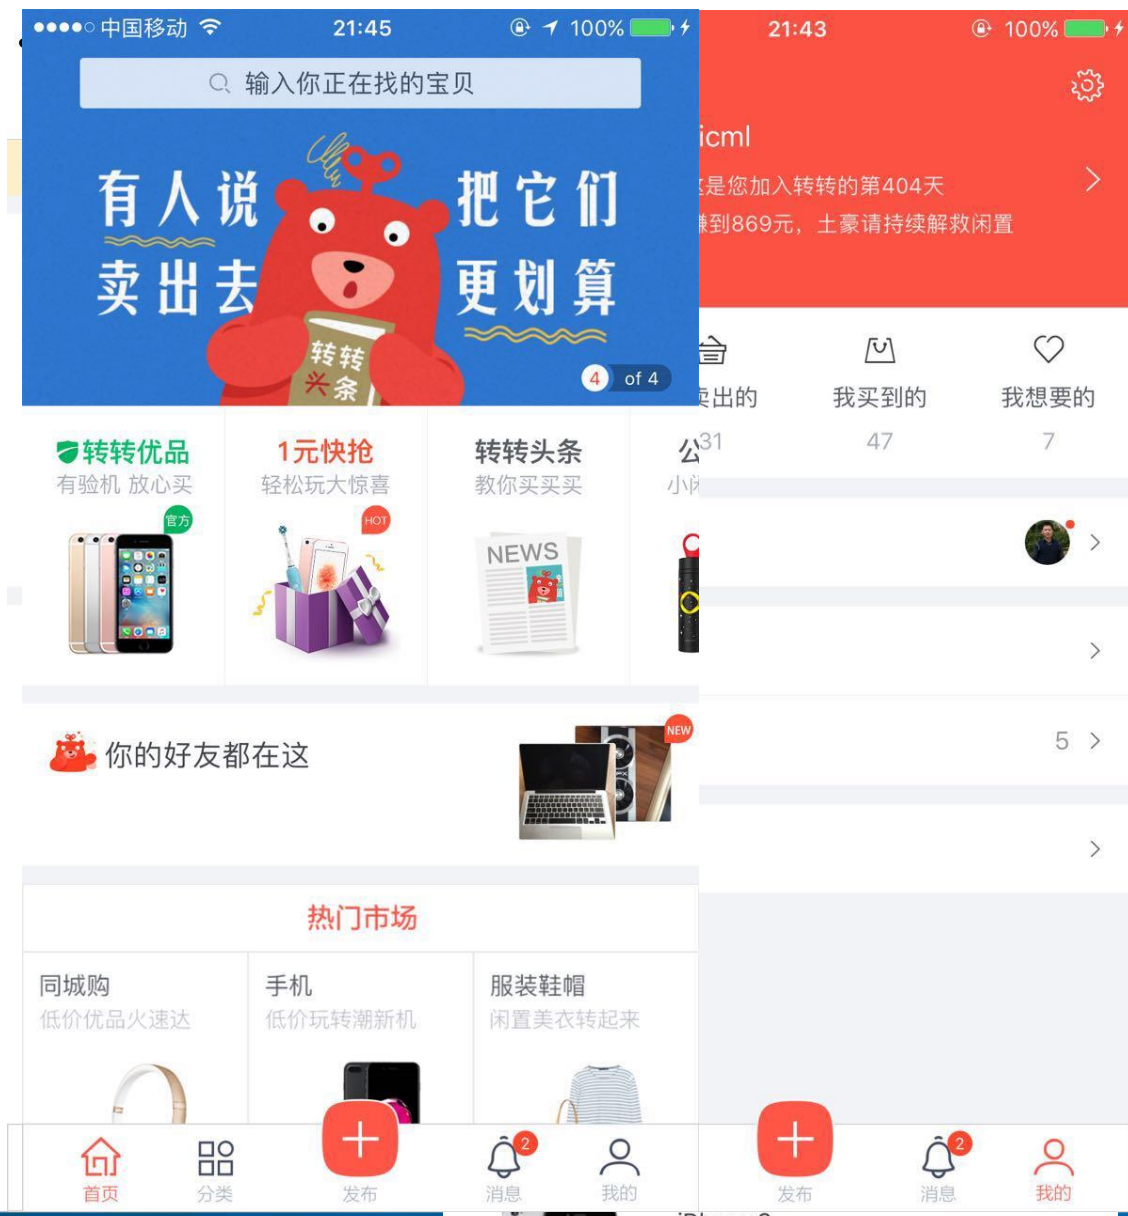 中国移动 21:45 100%
输入你正在找的宝贝
有人说 把它们
卖出去 更划算
转转
头条
4 of 4
转转优品
有验机 放心买
官方
1元快抢
轻松玩大惊喜
HOT
转转头条
教你买买买
NEWS
公
小闲
你的好友都在这
NEW
热门市场
同城购
低价优品火速达
手机
低价玩转潮新机
服装鞋帽
闲置美衣转起来
首页
分类
发布
2
消息
我的
21:43 100%
icml
这是您加入转转的第404天
赚到869元，土豪请持续解救闲置
卖出的
31
我买到的
47
我想要的
7
5
发布
2
消息
我的